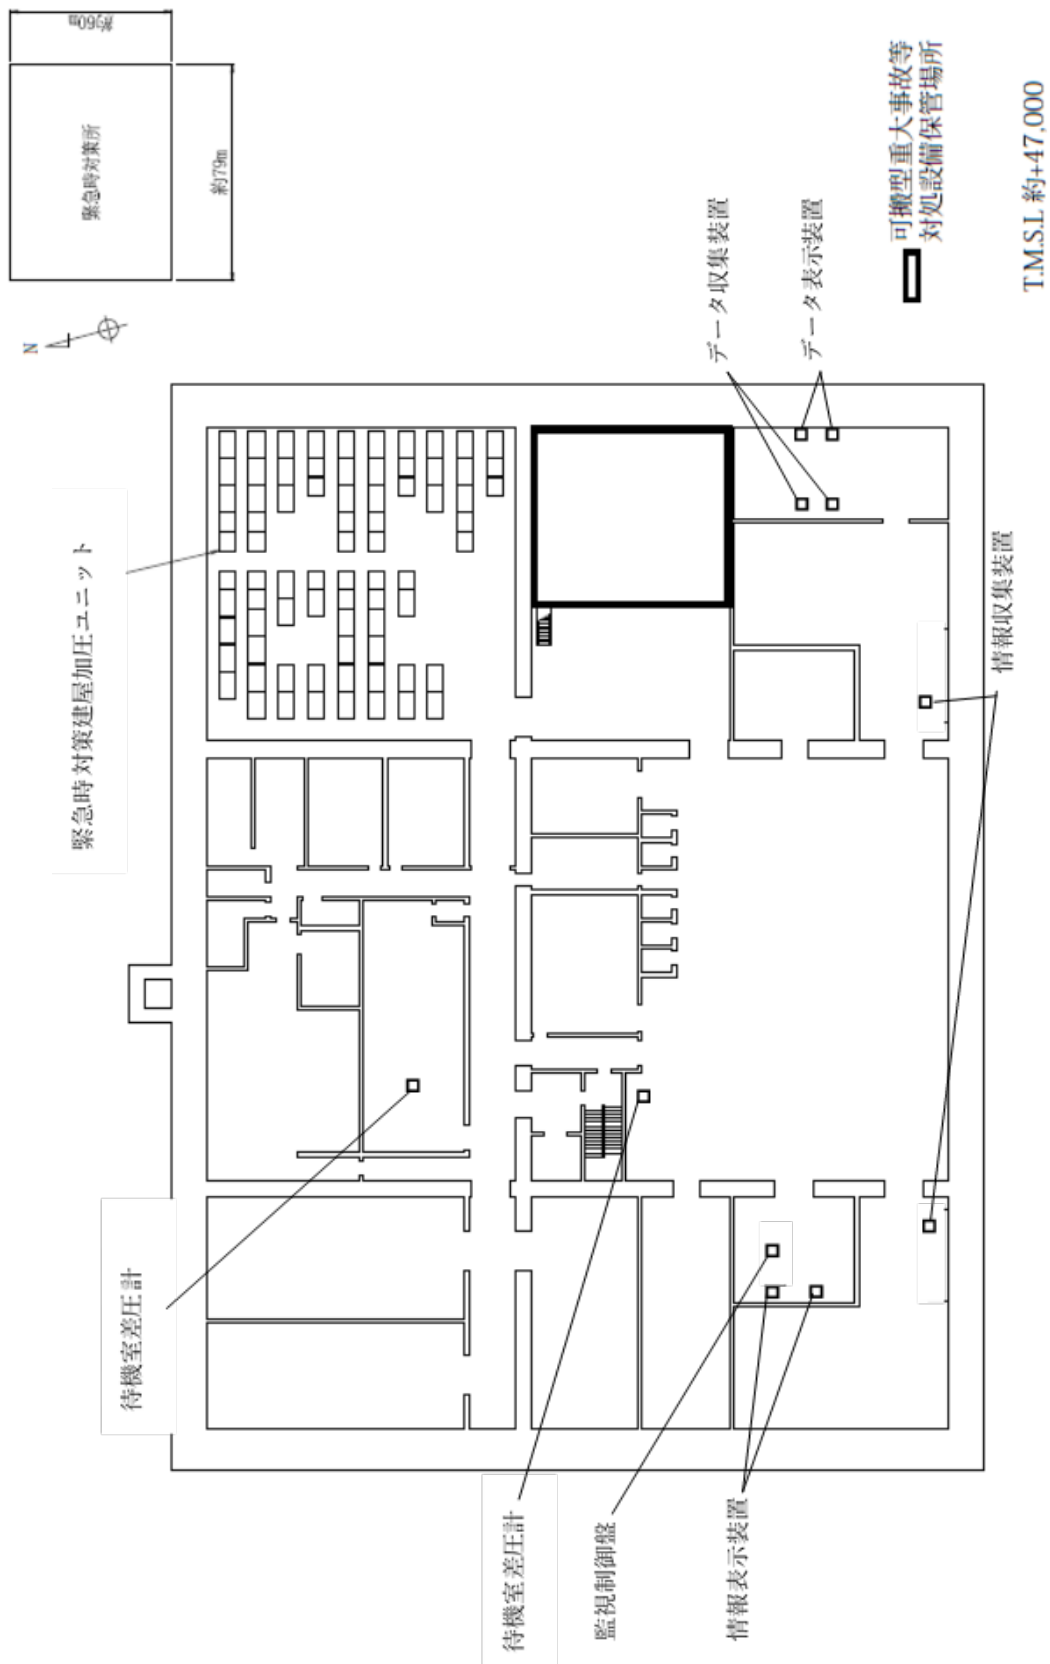 約60m
緊急時対策所
約79m
N
緊急時対策建屋加圧ユニット
データ収集装置
データ表示装置
可搬型重大事故等
対処設備保管場所
T.M.S.L 約+47,000
情報収集装置
待機室差圧計
待機室差圧計
監視制御盤
情報表示装置